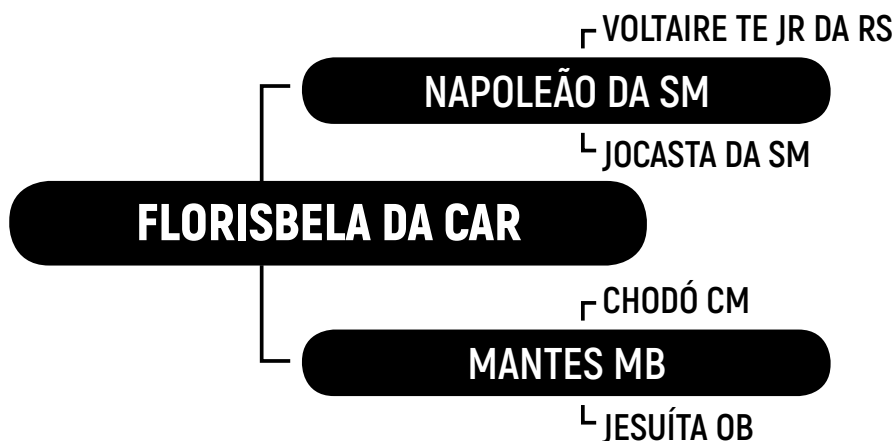 VOLTAIRE TE JR DA RS
NAPOLEÃO DA SM
JOCASTA DA SM
FLORISBELA DA CAR
CHODÓ CM
MANTES MB
JESUÍTA OB